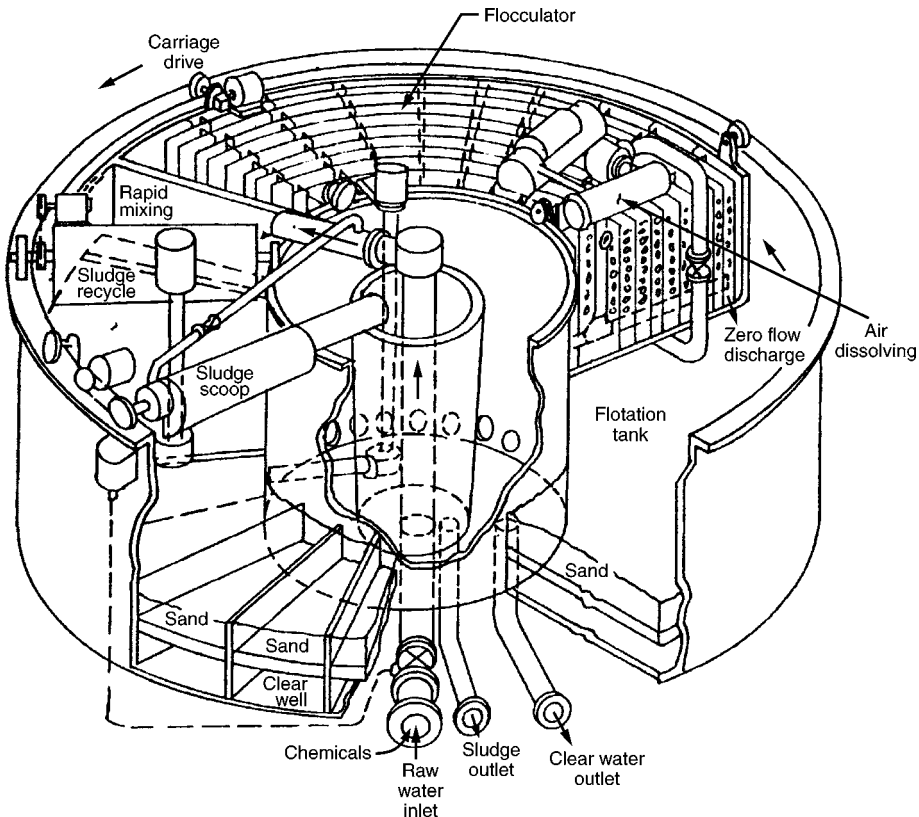 Flocculator
Carriage
drive
Rapid
mixing
Sludge
recycle
Sludge
scoop
Zero flow
discharge
Air
dissolving
Flotation
tank
Sand
Sand
Sand
Clear
well
Chemicals
Raw
water
inlet
Sludge
outlet
Clear water
outlet